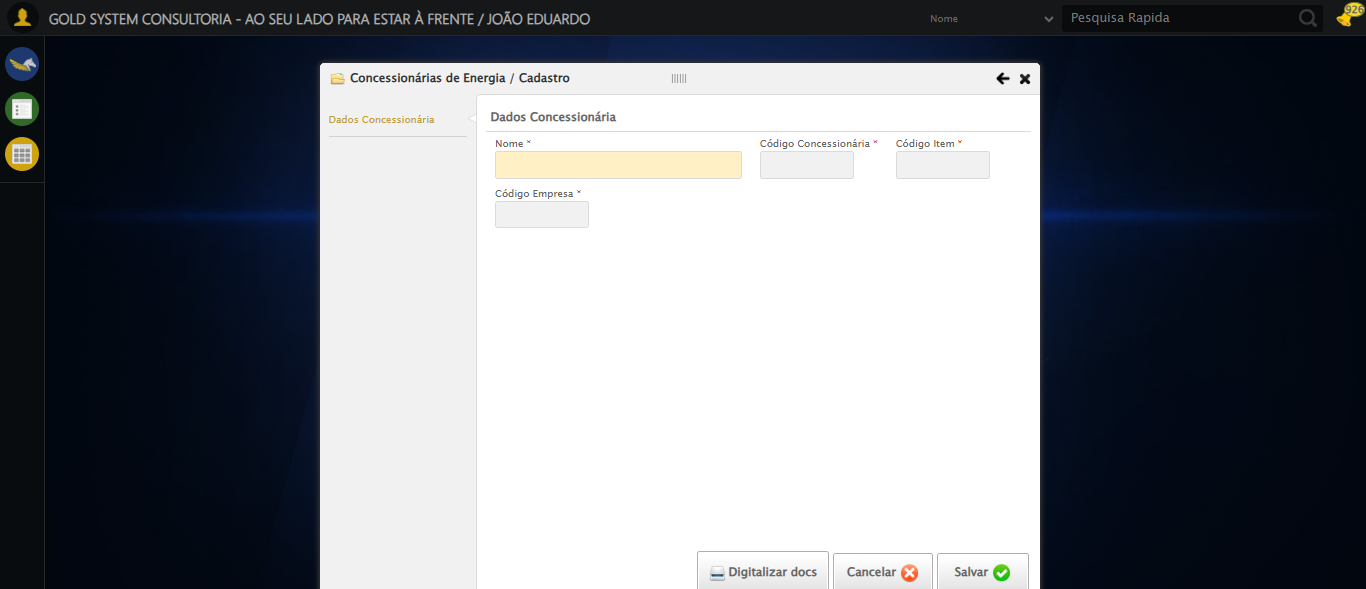 GOLD SYSTEM CONSULTORIA - AO SEU LADO PARA ESTAR À FRENTE / JOÃO EDUARDO
Nome
Pesquisa Rapida
926
Concessionárias de Energia / Cadastro
Dados Concessionária
Dados Concessionária
Nome *
Código Concessionária *
Código Item *
Código Empresa *
Digitalizar docs
Cancelar
Salvar